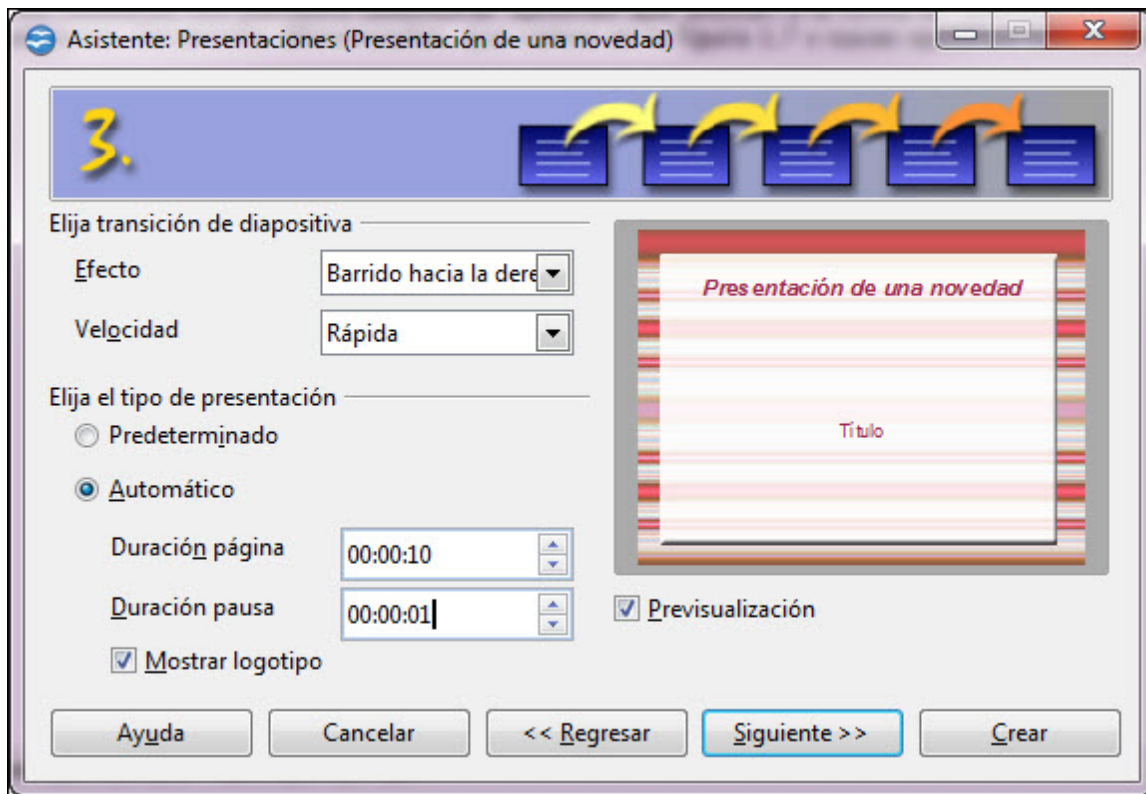 Asistente: Presentaciones (Presentación de una novedad)
3.
Elija transición de diapositiva
Efecto
Barrido hacia la dere
Velocidad
Rápida
Elija el tipo de presentación
Predeterminado
Automático
Duración página
00:00:10
Duración pausa
00:00:01
Mostrar logotipo
Presentación de una novedad
Título
Previsualización
Ayuda
Cancelar
<< Regresar
Siguiente >>
Crear